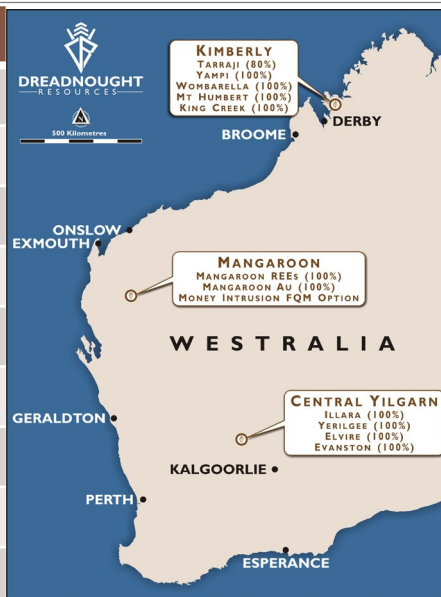 DREADNOUGHT
RESOURCES
500 Kilometres
KIMBERLY
TARRAJI (80%)
YAMPI (100%)
WOMBARELLA (100%)
MT HUMBERT (100%)
KING CREEK (100%)
DERBY
BROOME
ONSLOW
EXMOUTH
MANGAROON
MANGAROON REES (100%)
MANGAROON AU (100%)
MONEY INTRUSION FQM OPTION
WESTRALIA
CENTRAL YILGARN
ILLARA (100%)
YERILGEE (100%)
ELVIRE (100%)
EVANSTON (100%)
GERALDTON
KALGOORLIE
PERTH
ESPERANCE